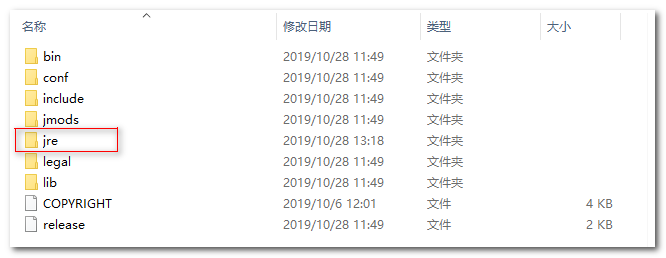 名称 修改日期 类型 大小
bin 2019/10/28 11:49 文件夹
conf 2019/10/28 11:49 文件夹
include 2019/10/28 11:49 文件夹
jmods 2019/10/28 11:49 文件夹
jre 2019/10/28 13:18 文件夹
legal 2019/10/28 11:49 文件夹
lib 2019/10/28 11:49 文件夹
COPYRIGHT 2019/10/6 12:01 文件 4 KB
release 2019/10/28 11:49 文件 2 KB